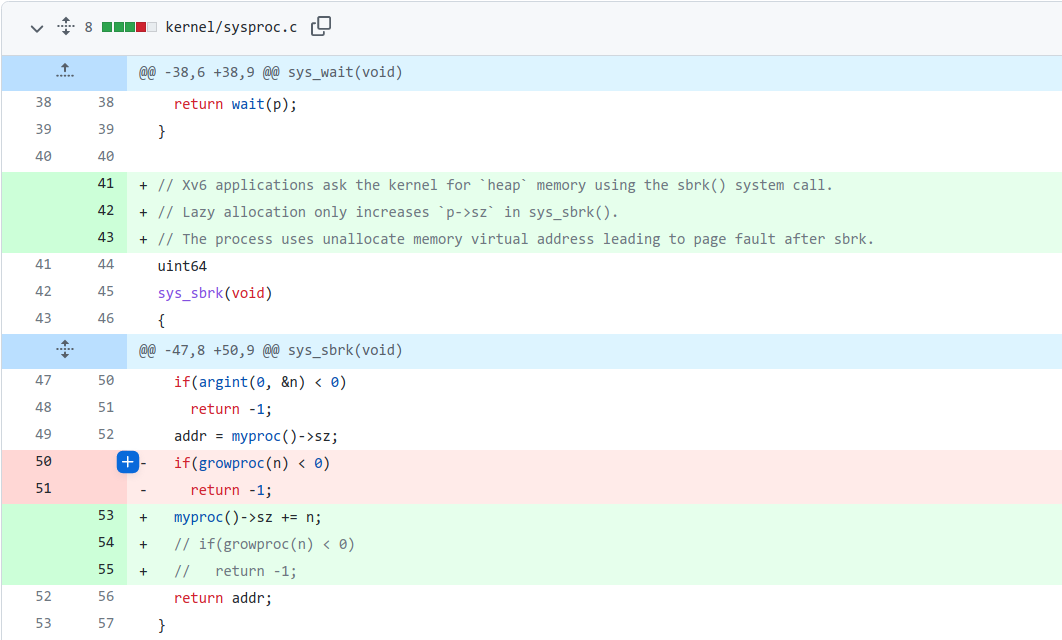 8 kernel/sysproc.c
@@ -38,6 +38,9 @@ sys_wait(void)
38 38 return wait(p);
39 39 }
40 40
41 + // Xv6 applications ask the kernel for `heap` memory using the sbrk() system call.
42 + // Lazy allocation only increases `p->sz` in sys_sbrk().
43 + // The process uses unallocate memory virtual address leading to page fault after sbrk.
41 44 uint64
42 45 sys_sbrk(void)
43 46 {
@@ -47,8 +50,9 @@ sys_sbrk(void)
47 50 if(argint(0, &n) < 0)
48 51 return -1;
49 52 addr = myproc()->sz;
50 + - if(growproc(n) < 0)
51 - return -1;
53 + myproc()->sz += n;
54 + // if(growproc(n) < 0)
55 + // return -1;
52 56 return addr;
53 57 }